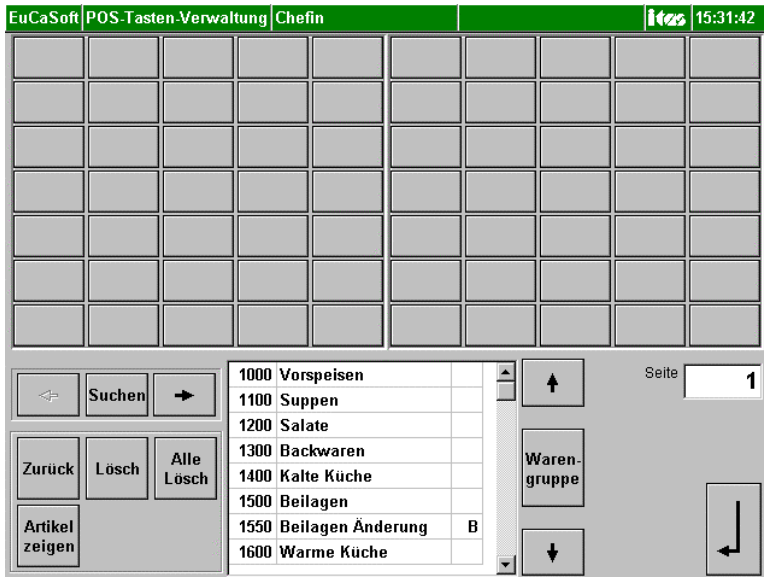 EuCaSoft POS-Tasten-Verwaltung Chefin itas 15:31:42
1000 Vorspeisen
1100 Suppen
1200 Salate
1300 Backwaren
1400 Kalte Küche
1500 Beilagen
1550 Beilagen Änderung B
1600 Warme Küche
Suchen
Zurück
Lösch
Alle
Lösch
Artikel
zeigen
Waren-
gruppe
Seite 1